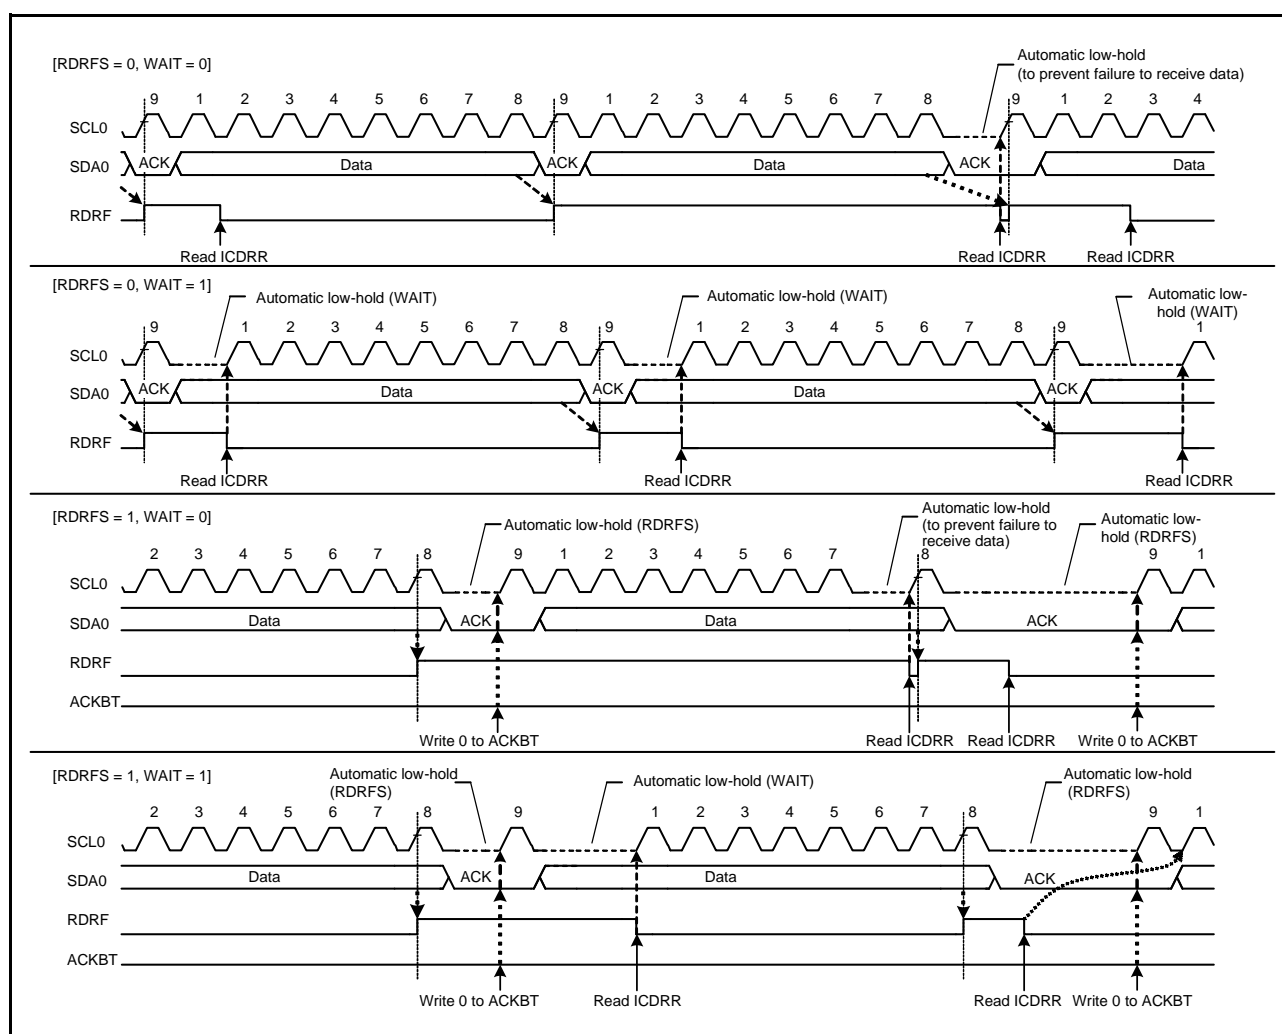 [RDRFS = 0, WAIT = 0]
Automatic low-hold
(to prevent failure to receive data)
9 1 2 3 4 5 6 7 8 9 1 2 3 4 5 6 7 8 9 1 2 3 4
SCL0
SDA0 ACK Data ACK Data ACK Data
RDRF
Read ICDRR Read ICDRR Read ICDRR
[RDRFS = 0, WAIT = 1]
Automatic low-hold (WAIT) Automatic low-hold (WAIT) Automatic low-
hold (WAIT)
9 1 2 3 4 5 6 7 8 9 1 2 3 4 5 6 7 8 9 1
SCL0
SDA0 ACK Data ACK Data ACK
RDRF
Read ICDRR Read ICDRR Read ICDRR
[RDRFS = 1, WAIT = 0]
Automatic low-hold (RDRFS)
Automatic low-hold
(to prevent failure to
receive data)
Automatic low-
hold (RDRFS)
2 3 4 5 6 7 8 9 1 2 3 4 5 6 7 8 9 1
SCL0
SDA0 Data ACK Data ACK
RDRF
ACKBT
Write 0 to ACKBT Read ICDRR Read ICDRR Write 0 to ACKBT
[RDRFS = 1, WAIT = 1]
Automatic low-hold
(RDRFS)
Automatic low-hold (WAIT)
Automatic low-hold
(RDRFS)
2 3 4 5 6 7 8 9 1 2 3 4 5 6 7 8 9 1
SCL0
SDA0 Data ACK Data ACK
RDRF
ACKBT
Write 0 to ACKBT Read ICDRR Read ICDRR Write 0 to ACKBT